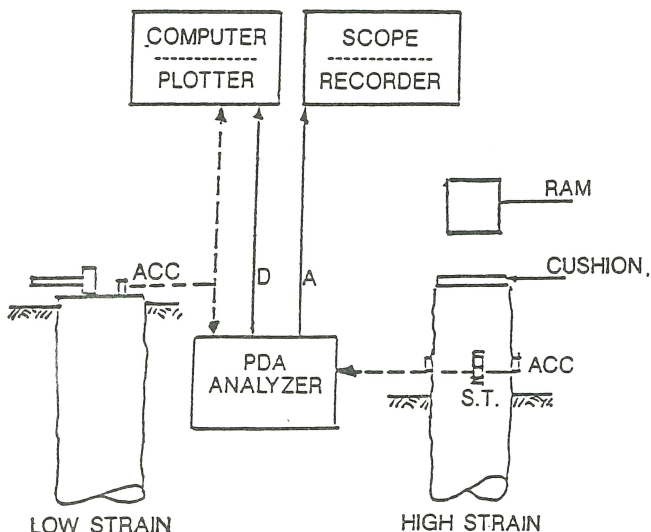 COMPUTER
PLOTTER
SCOPE
RECORDER
RAM
CUSHION.
ACC
D
A
PDA
ANALYZER
ACC
S.T.
LOW STRAIN
HIGH STRAIN